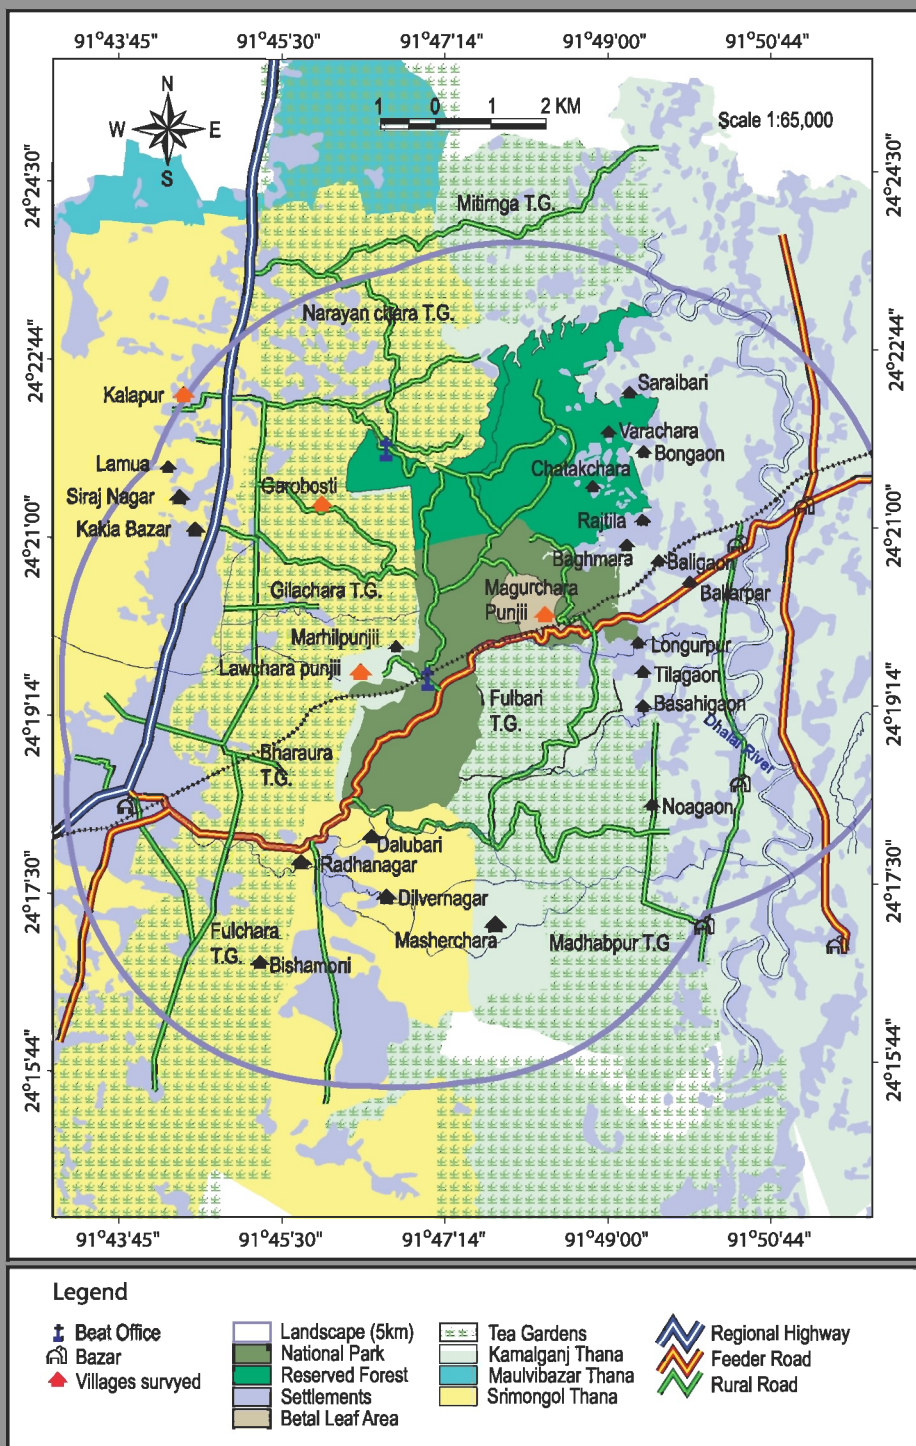 91°43'45" 91°45'30" 91°47'14" 91°49'00" 91°50'44"
N
W E
S
1 0 1 2 KM
Scale 1:65,000
24°24'30" 24°24'30"
Mitirnga T.G.
Narayan chara T.G.
24°22'44" 24°22'44"
Kalapur
Saraibari
Varachara
Bongaon
Lamua
Chatakchara
Siraj Nagar
Garobosti
Kakia Bazar
Rajtila
24°21'00" 24°21'00"
Baghmara
Baligaon
Gilachara T.G.
Magurchara
Punjii
Ballarpar
Marhilpunjii
Longurpur
Lawchara punjii
Tilagaon
Fulbari
T.G.
Basahigaon
24°19'14" 24°19'14"
Dhalai River
Bharaura
T.G.
Noagaon
Dalubari
Radhanagar
24°17'30" 24°17'30"
Dilvernagar
Fulchara
T.G.
Masherchara
Madhabpur T.G
Bishamoni
24°15'44" 24°15'44"
91°43'45" 91°45'30" 91°47'14" 91°49'00" 91°50'44"
Legend
Beat Office
Bazar
Villages survyed
Landscape (5km)
National Park
Reserved Forest
Settlements
Betal Leaf Area
Tea Gardens
Kamalganj Thana
Maulvibazar Thana
Srimongol Thana
Regional Highway
Feeder Road
Rural Road